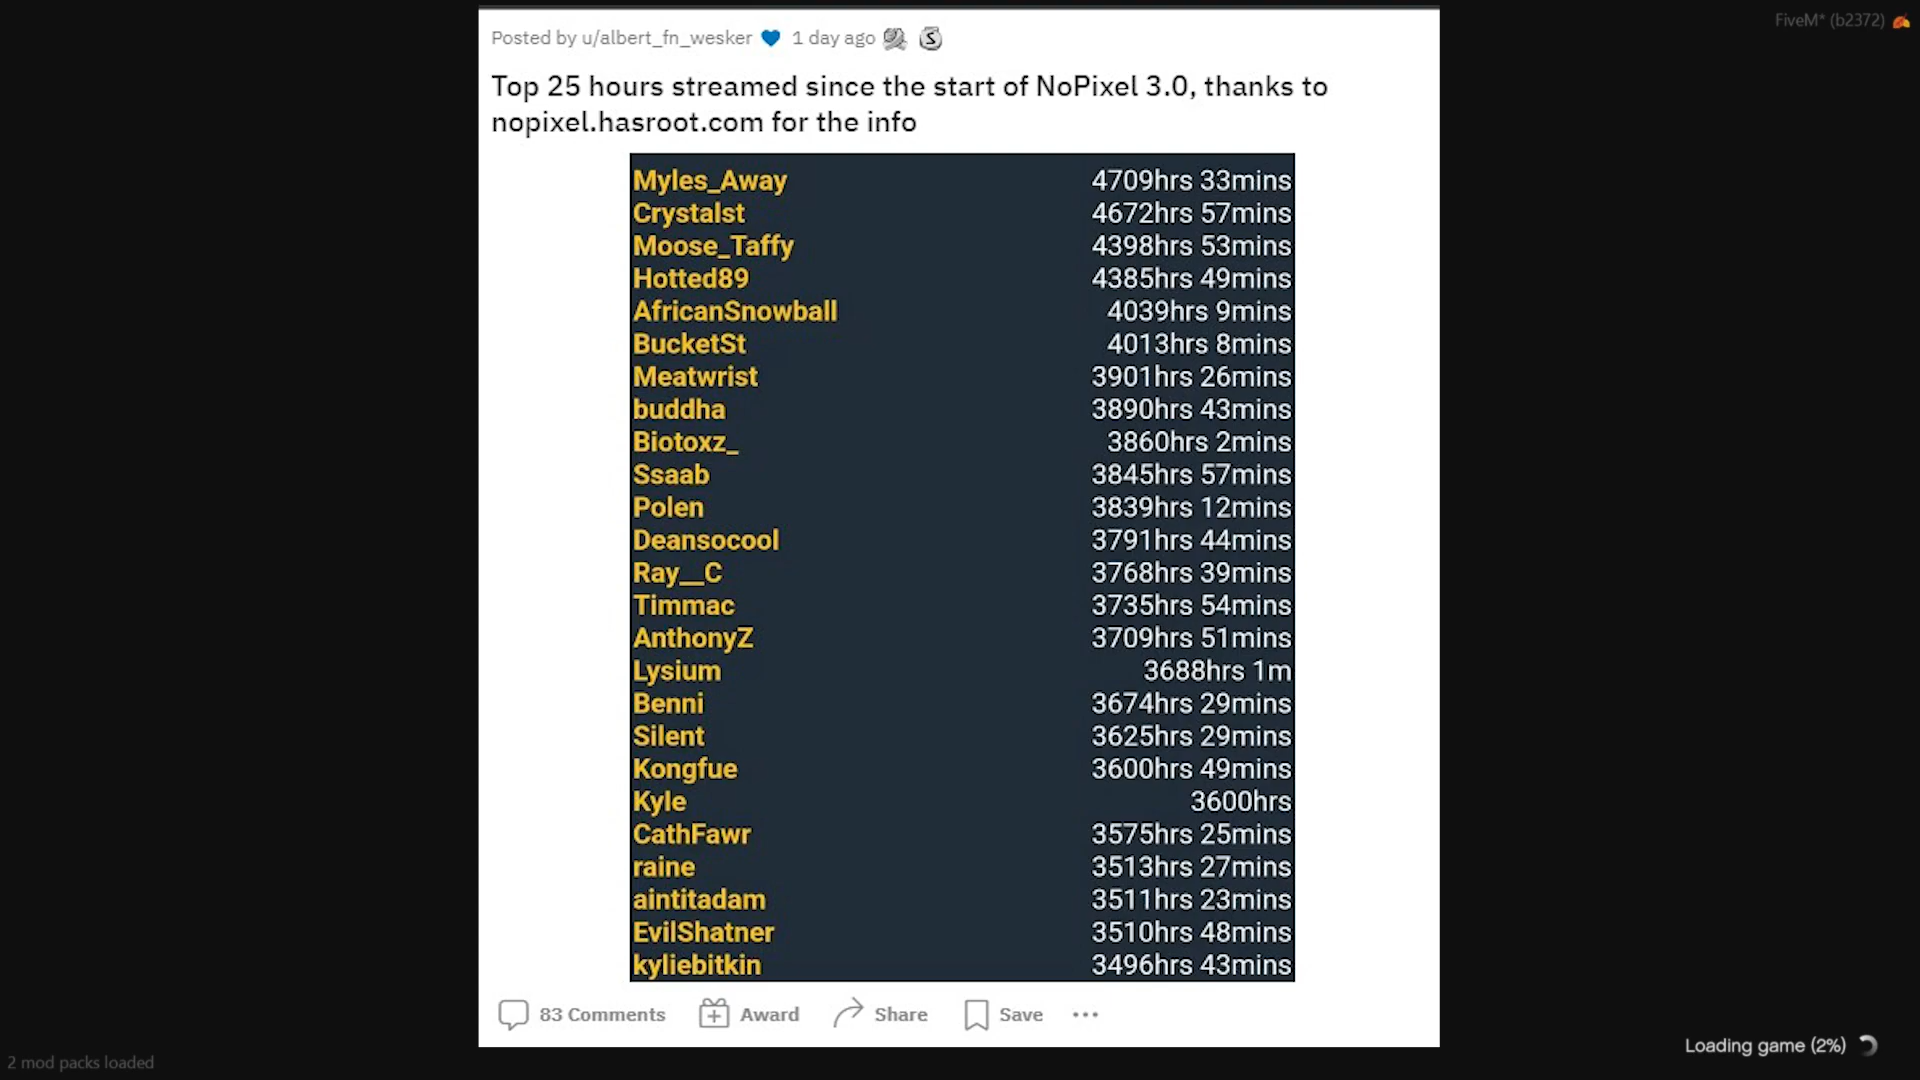 FiveM* (b2372)
Posted by u/albert_fn_wesker 1 day ago
Top 25 hours streamed since the start of NoPixel 3.0, thanks to
nopixel.hasroot.com for the info
Myles_Away 4709hrs 33mins
Crystalst 4672hrs 57mins
Moose_Taffy 4398hrs 53mins
Hotted89 4385hrs 49mins
AfricanSnowball 4039hrs 9mins
BucketSt 4013hrs 8mins
Meatwrist 3901hrs 26mins
buddha 3890hrs 43mins
Biotoxz_ 3860hrs 2mins
Ssaab 3845hrs 57mins
Polen 3839hrs 12mins
Deansocool 3791hrs 44mins
Ray__C 3768hrs 39mins
Timmac 3735hrs 54mins
AnthonyZ 3709hrs 51mins
Lysium 3688hrs 1m
Benni 3674hrs 29mins
Silent 3625hrs 29mins
Kongfue 3600hrs 49mins
Kyle 3600hrs
CathFawr 3575hrs 25mins
raine 3513hrs 27mins
aintitadam 3511hrs 23mins
EvilShatner 3510hrs 48mins
kyliebitkin 3496hrs 43mins
83 Comments Award Share Save
Loading game (2%)
2 mod packs loaded